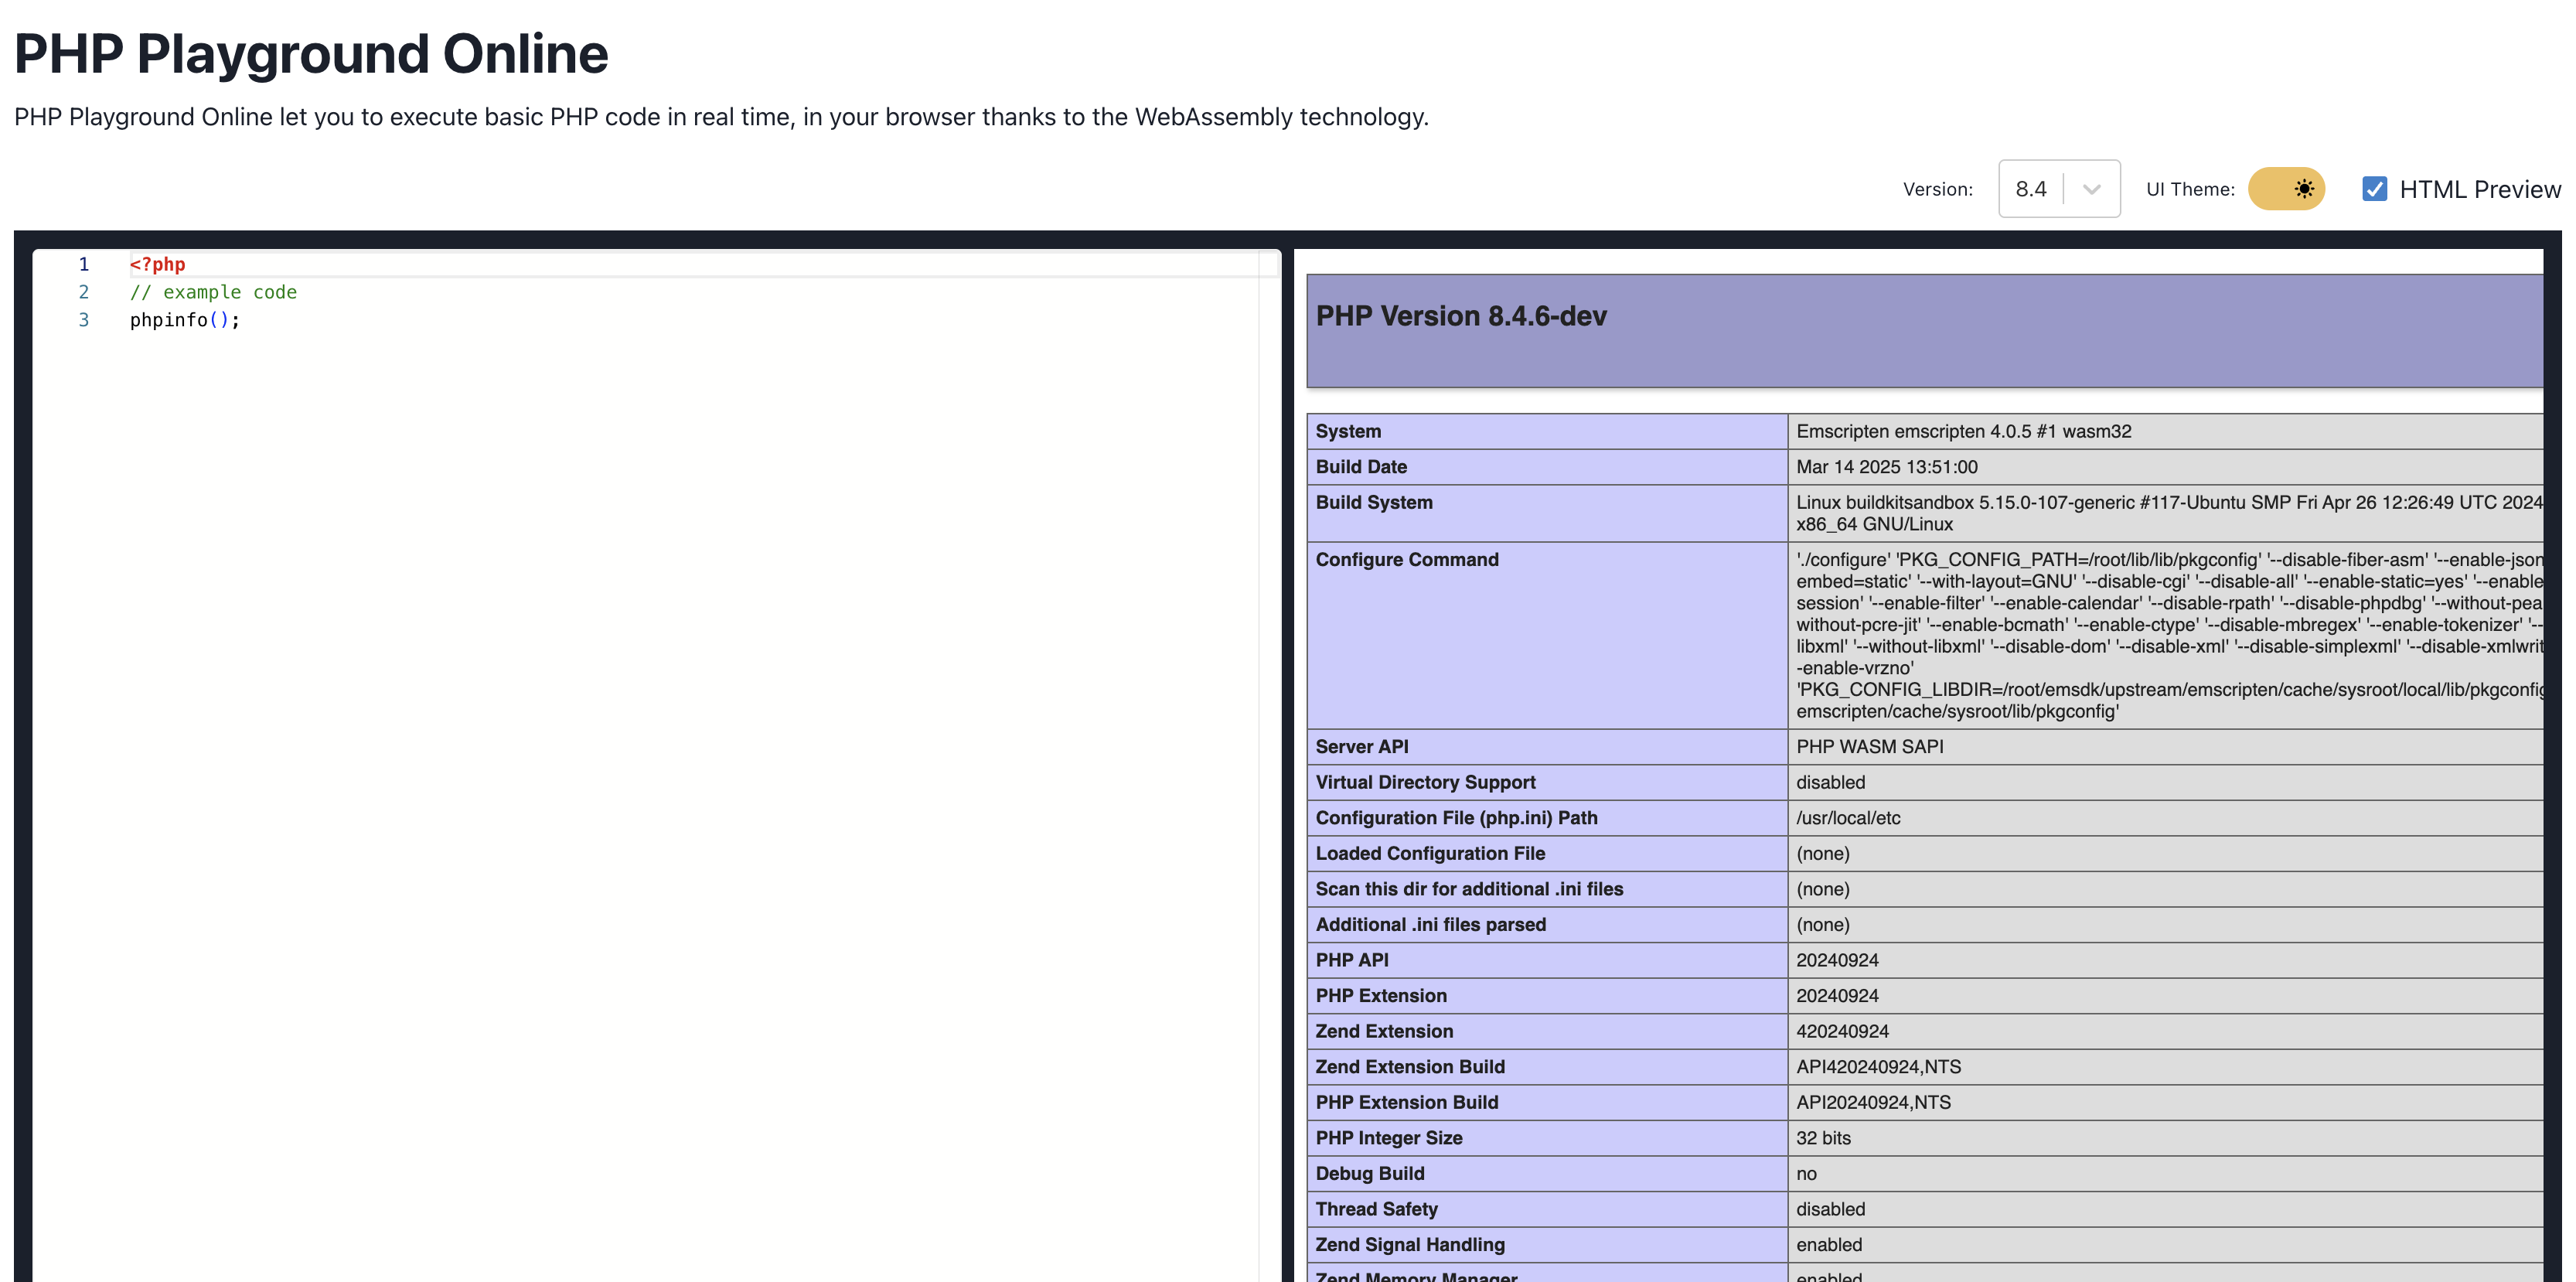 PHP Playground Online
PHP Playground Online let you to execute basic PHP code in real time, in your browser thanks to the WebAssembly technology.
Version: 8.4 UI Theme: HTML Preview
1 <?php
2 // example code
3 phpinfo();
PHP Version 8.4.6-dev
System Emscripten emscripten 4.0.5 #1 wasm32
Build Date Mar 14 2025 13:51:00
Build System Linux buildkitsandbox 5.15.0-107-generic #117-Ubuntu SMP Fri Apr 26 12:26:49 UTC 2024
x86_64 GNU/Linux
Configure Command './configure' 'PKG_CONFIG_PATH=/root/lib/lib/pkgconfig' '--disable-fiber-asm' '--enable-json
embed=static' '--with-layout=GNU' '--disable-cgi' '--disable-all' '--enable-static=yes' '--enable
session' '--enable-filter' '--enable-calendar' '--disable-rpath' '--disable-phpdbg' '--without-pea
without-pcre-jit' '--enable-bcmath' '--enable-ctype' '--disable-mbregex' '--enable-tokenizer' '--
libxml' '--without-libxml' '--disable-dom' '--disable-xml' '--disable-simplexml' '--disable-xmlwrit
-enable-vrzno'
'PKG_CONFIG_LIBDIR=/root/emsdk/upstream/emscripten/cache/sysroot/local/lib/pkgconfig
emscripten/cache/sysroot/lib/pkgconfig'
Server API PHP WASM SAPI
Virtual Directory Support disabled
Configuration File (php.ini) Path /usr/local/etc
Loaded Configuration File (none)
Scan this dir for additional .ini files (none)
Additional .ini files parsed (none)
PHP API 20240924
PHP Extension 20240924
Zend Extension 420240924
Zend Extension Build API420240924,NTS
PHP Extension Build API20240924,NTS
PHP Integer Size 32 bits
Debug Build no
Thread Safety disabled
Zend Signal Handling enabled
Zend Memory Manager enabled